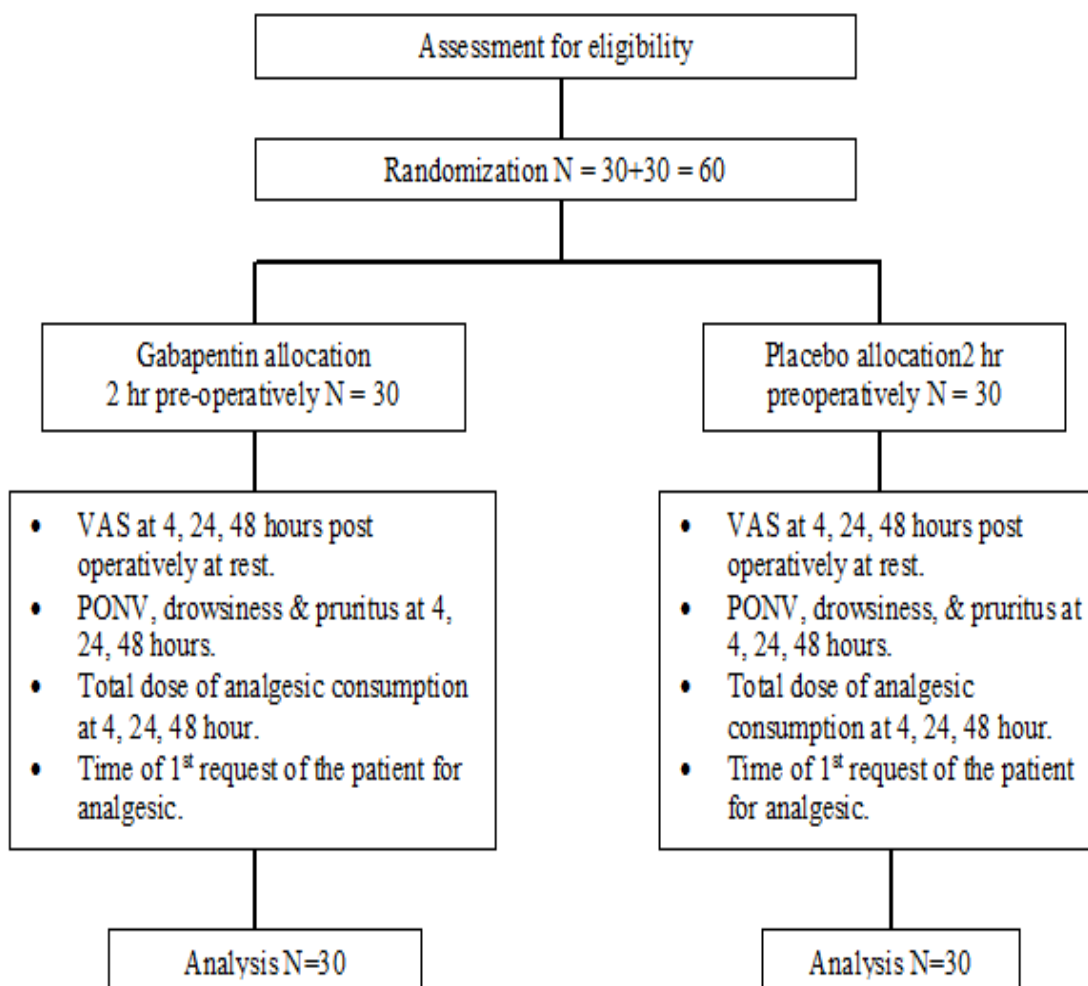 Assessment for eligibility
Randomization N = 30+30 = 60
Gabapentin allocation
2 hr pre-operatively N = 30
Placebo allocation2 hr
preoperatively N = 30
• VAS at 4, 24, 48 hours post
operatively at rest.
• PONV, drowsiness & pruritus at 4,
24, 48 hours.
• Total dose of analgesic consumption
at 4, 24, 48 hour.
• Time of 1st request of the patient for
analgesic.
• VAS at 4, 24, 48 hours post
operatively at rest.
• PONV, drowsiness, & pruritus at
4, 24, 48 hours.
• Total dose of analgesic
consumption at 4, 24, 48 hour.
• Time of 1st request of the patient
for analgesic.
Analysis N=30
Analysis N=30